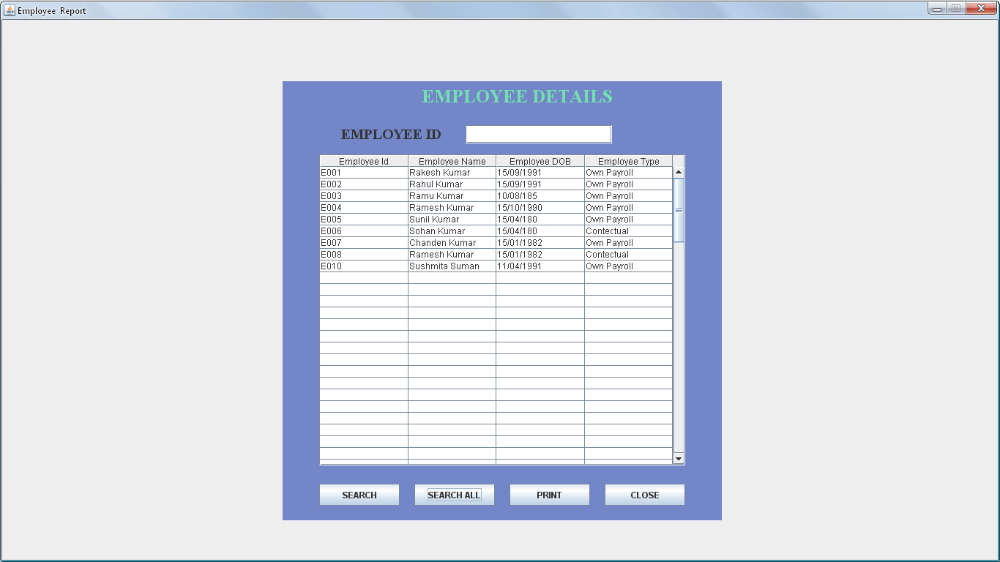 Employee Report
EMPLOYEE DETAILS
EMPLOYEE ID
Employee Id Employee Name Employee DOB Employee Type
E001 Rakesh Kumar 15/09/1991 Own Payroll
E002 Rahul Kumar 15/09/1991 Own Payroll
E003 Ramu Kumar 10/08/185 Own Payroll
E004 Ramesh Kumar 15/10/1990 Own Payroll
E005 Sunil Kumar 15/04/180 Own Payroll
E006 Sohan Kumar 15/04/180 Contectual
E007 Chanden Kumar 15/01/1982 Own Payroll
E008 Ramesh Kumar 15/01/1982 Contectual
E010 Sushmita Suman 11/04/1991 Own Payroll
SEARCH SEARCH ALL PRINT CLOSE